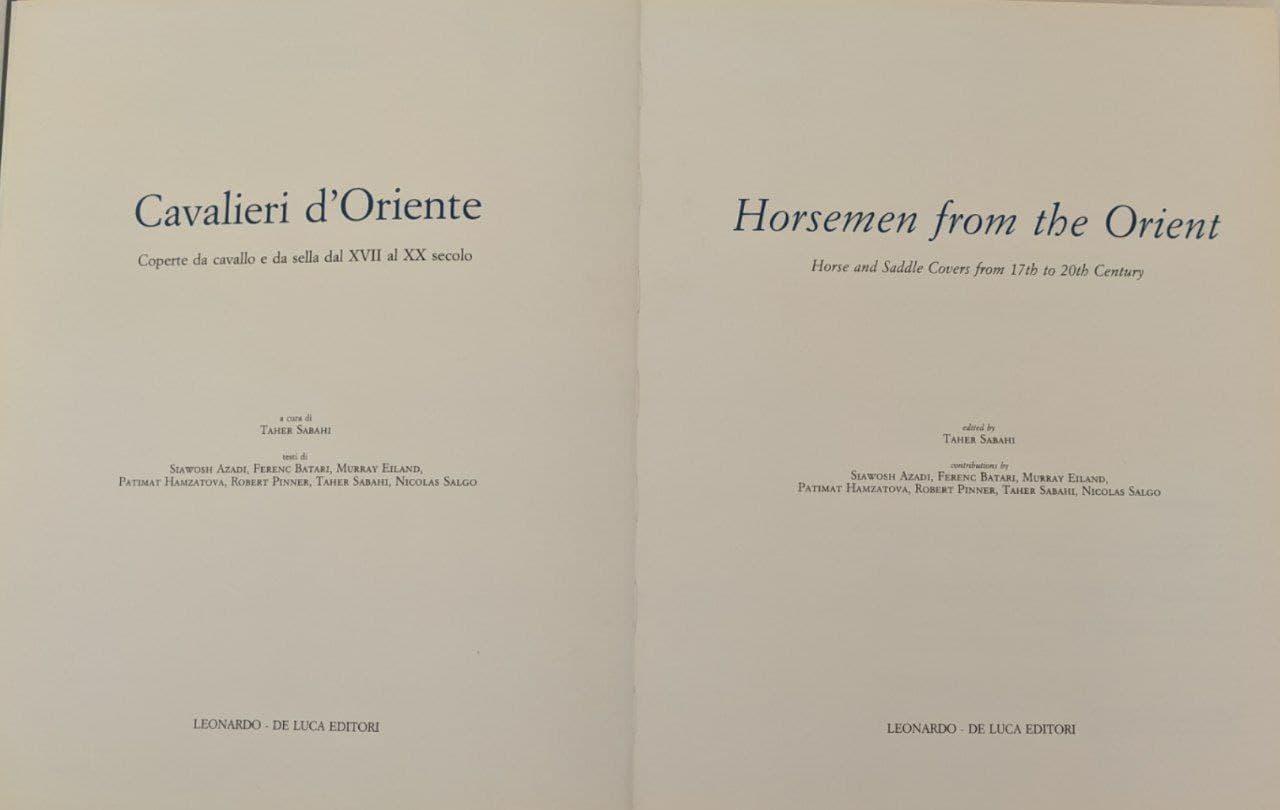 Cavalieri d'Oriente
Coperte da cavallo e da sella dal XVII al XX secolo
a cura di
TAHER SABAHI
testi di
SIAWOSH AZADI, FERENC BATARI, MURRAY EILAND,
PATIMAT HAMZATOVA, ROBERT PINNER, TAHER SABAHI, NICOLAS SALGO
LEONARDO - DE LUCA EDITORI
Horsemen from the Orient
Horse and Saddle Covers from 17th to 20th Century
edited by
TAHER SABAHI
contributions by
SIAWOSH AZADI, FERENC BATARI, MURRAY EILAND,
PATIMAT HAMZATOVA, ROBERT PINNER, TAHER SABAHI, NICOLAS SALGO
LEONARDO - DE LUCA EDITORI